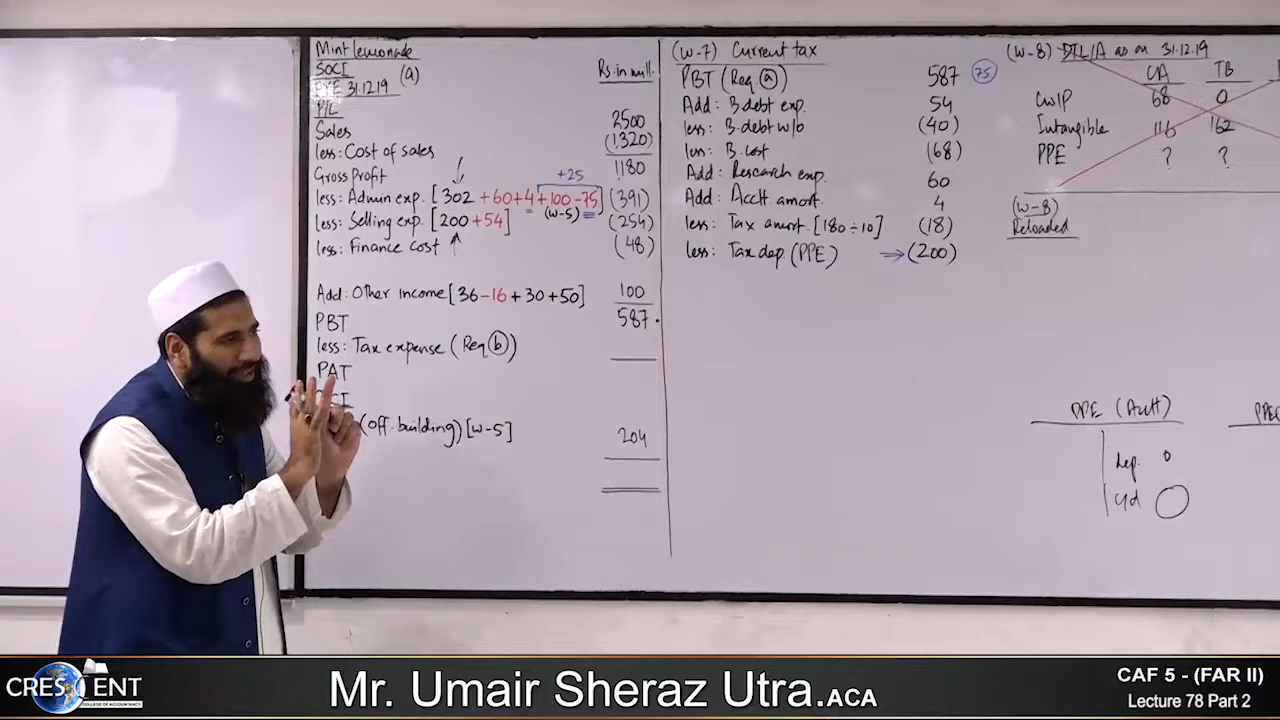 Mint lemonade
SOCI (a)
31.12.19
Rs. in mill.
P/L
Sales 2500
less: Cost of sales (1320)
Gross Profit 1180
+25
less: Admin exp. [302 +60+4+100-75] (391)
(w-5)
less: Selling exp. [200+54] (254)
less: Finance cost (48)
Add: Other income [36-16+30+50] 100
PBT 587
less: Tax expense (Req b)
PAT
(off. building) [w-5] 204
(w-7) Current tax
PBT (Req a) 587 75
Add: B.debt exp. 54
less: B.debt w/o (40)
less: B.cost (68)
Add: Research exp. 60
Add: Acctt amort. 4
less: Tax amort. [180÷10] (18)
less: Tax dep. (PPE) → (200)
(w-8) DTL/A as on 31.12.19
CA TB
CWIP 68 0
Intangible 116 162
PPE ? ?
(w-8)
Reloaded
PPE (Acctt)
dep. 0
c/d
CRESCENT
COLLEGE OF ACCOUNTANCY
Mr. Umair Sheraz Utra.ACA
CAF 5 - (FAR II)
Lecture 78 Part 2